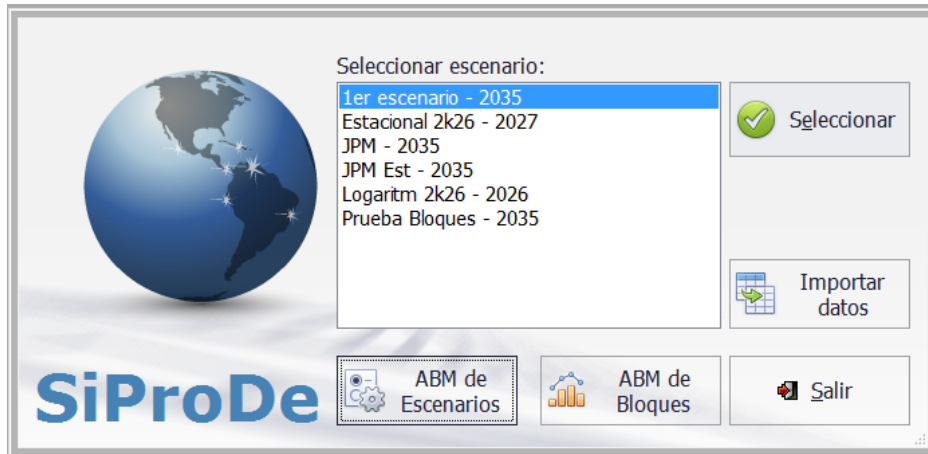 Seleccionar escenario:
1er escenario - 2035
Estacional 2k26 - 2027
JPM - 2035
JPM Est - 2035
Logaritm 2k26 - 2026
Prueba Bloques - 2035
Seleccionar
Importar
datos
SiProDe
ABM de
Escenarios
ABM de
Bloques
Salir